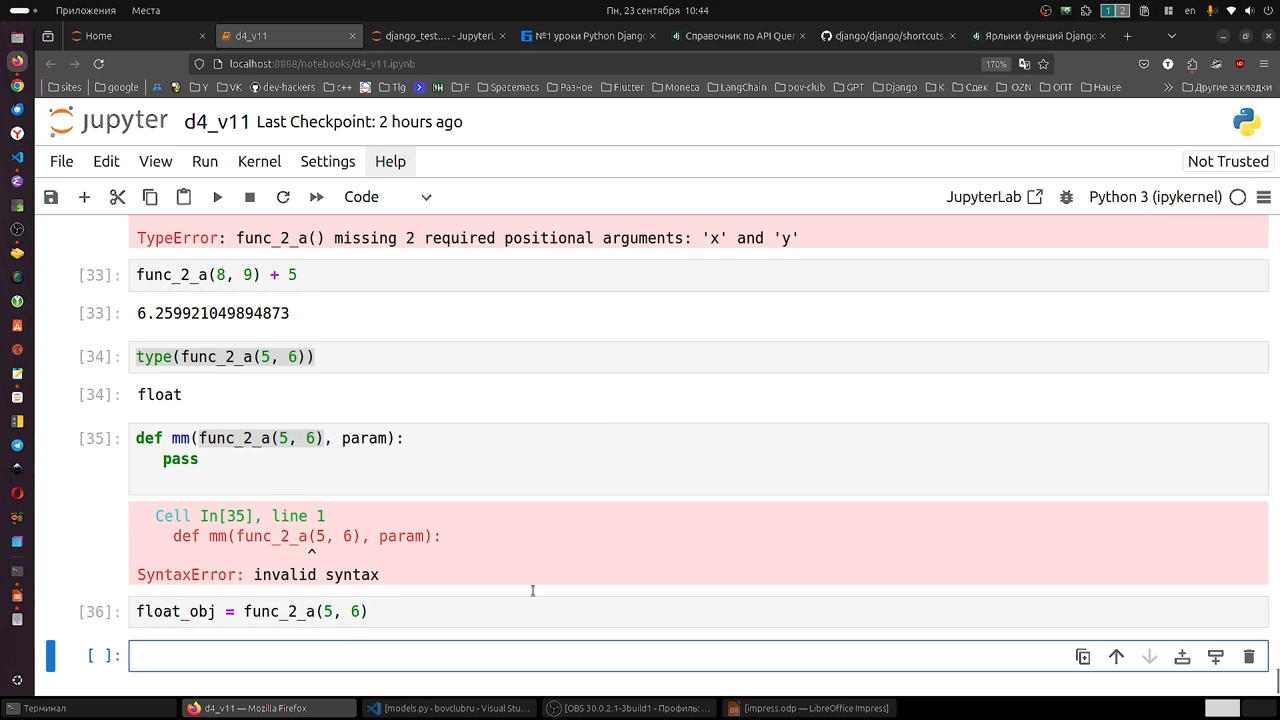 Приложения Места Пн, 23 сентября 10:44 1 2 en
Home d4_v11 django_test.... - JupyterL №1 уроки Python Django Справочник по API Quer django/django/shortcuts. Ярлыки функций Django
localhost:8888/notebooks/d4_v11.ipynb 170%
sites google Y VK dev-hackers c++ Tlg H F Spacemacs Разное Flutter Moneca LangChain bov-club GPT Django K Сдек OZN ОПТ Hause Другие закладки
jupyter d4_v11 Last Checkpoint: 2 hours ago
File Edit View Run Kernel Settings Help Not Trusted
Code JupyterLab Python 3 (ipykernel)
TypeError: func_2_a() missing 2 required positional arguments: 'x' and 'y'
[33]: func_2_a(8, 9) + 5
[33]: 6.259921049894873
[34]: type(func_2_a(5, 6))
[34]: float
[35]: def mm(func_2_a(5, 6), param):
pass
Cell In[35], line 1
def mm(func_2_a(5, 6), param):
^
SyntaxError: invalid syntax
[36]: float_obj = func_2_a(5, 6)
[ ]:
Терминал d4_v11 — Mozilla Firefox [models.py - bovclubru - Visual Stu... [OBS 30.0.2.1-3build1 - Профиль: ... [impress.odp — LibreOffice Impress]